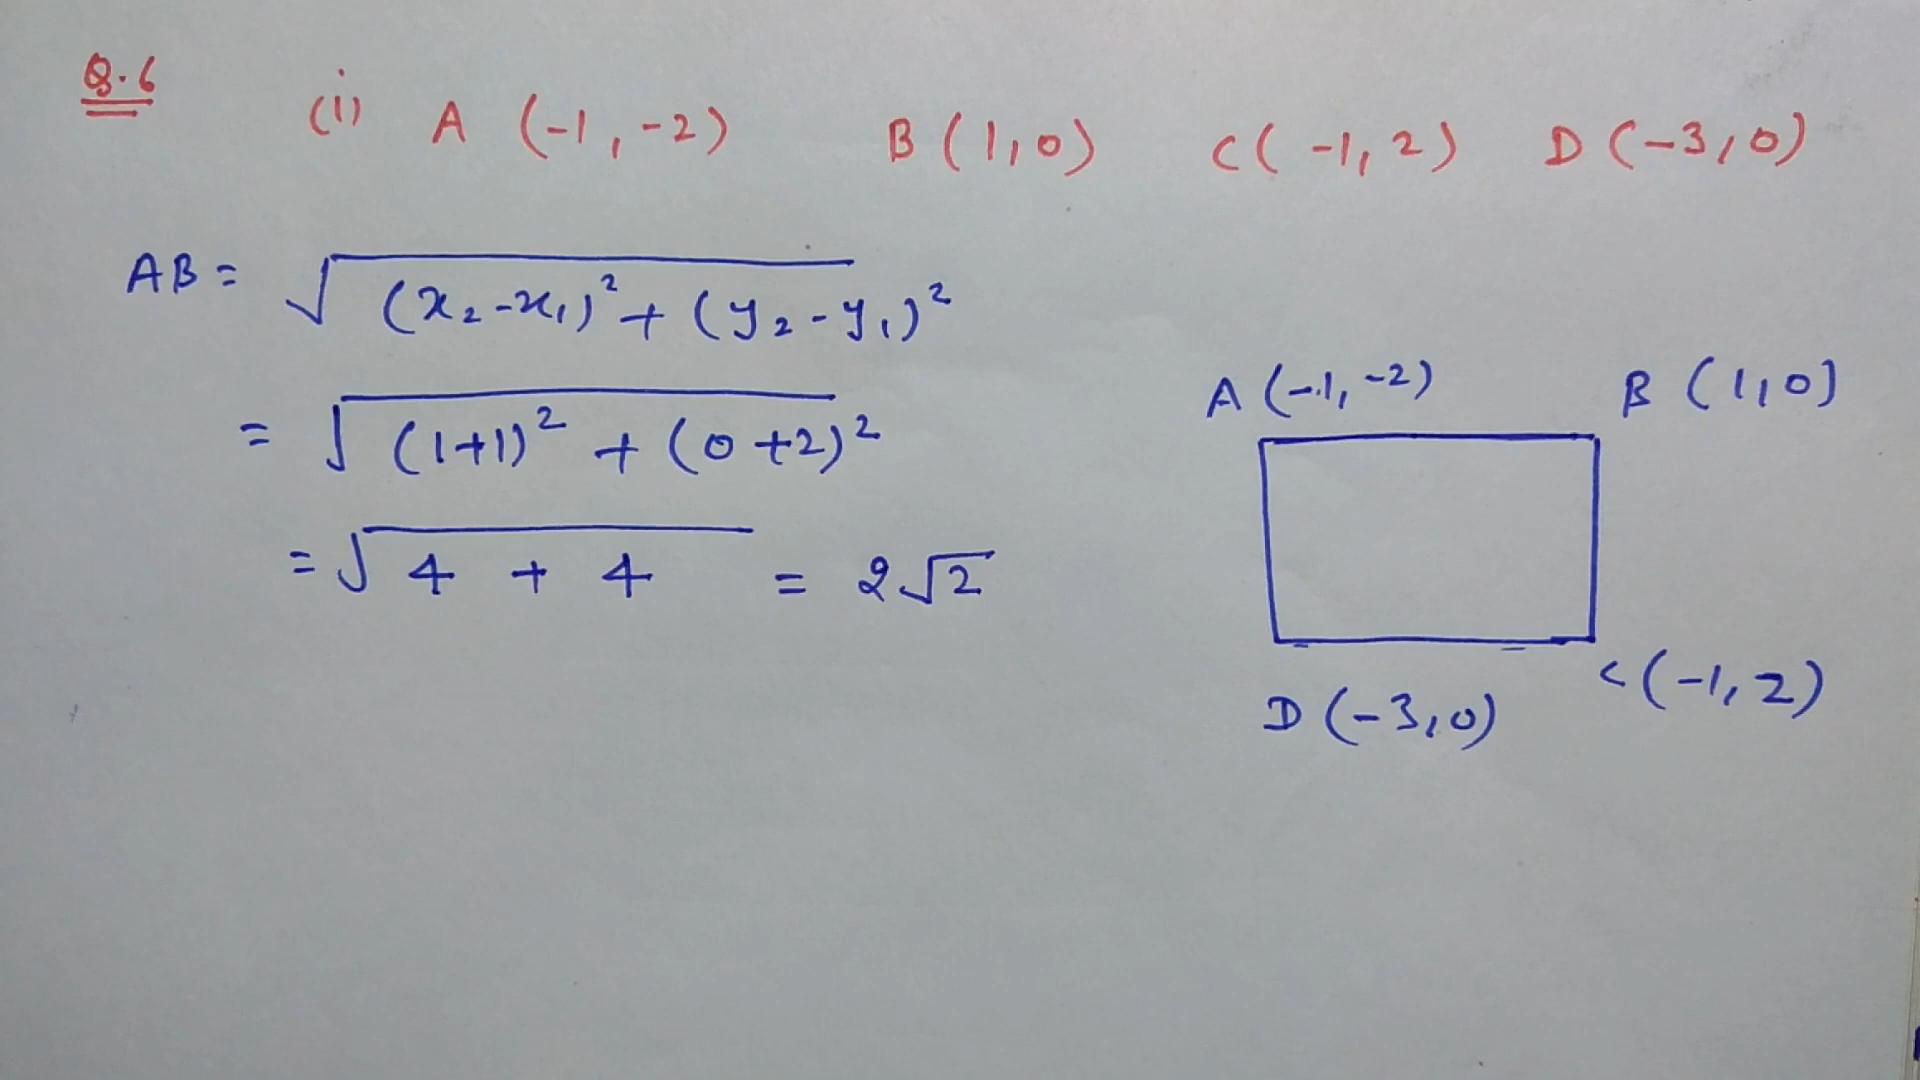 Q.6 (i) A (-1,-2) B(1,0) C(-1,2) D(-3,0)
AB = √(x₂-x₁)²+(y₂-y₁)²
= √(1+1)² + (0+2)²
= √4 + 4 = 2√2
A(-1,-2) B(1,0)
D(-3,0) C(-1,2)